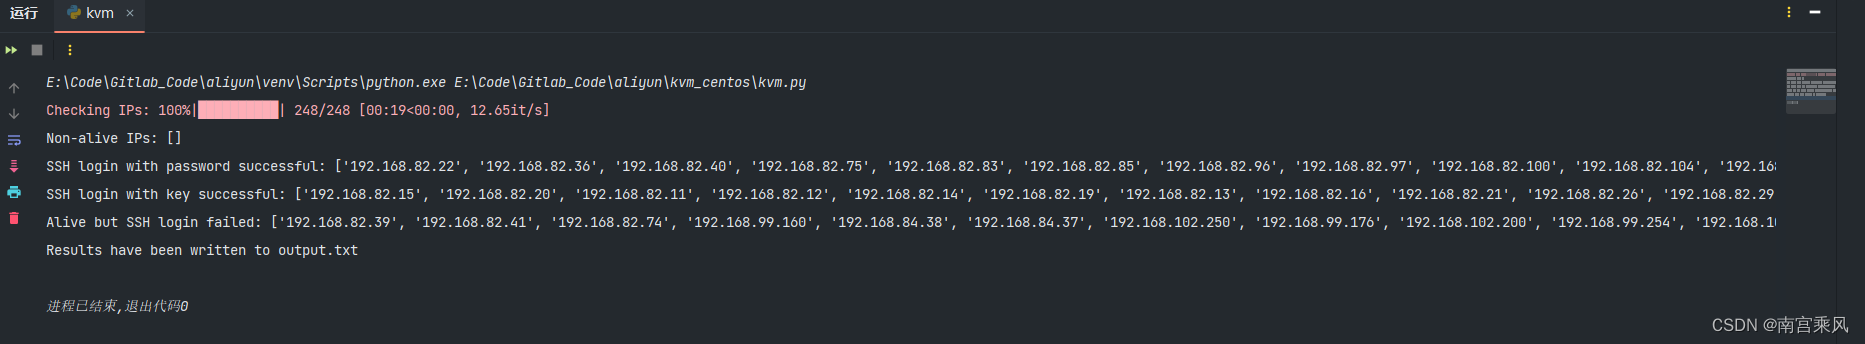 运行 kvm ×
E:\Code\Gitlab_Code\aliyun\venv\Scripts\python.exe E:\Code\Gitlab_Code\aliyun\kvm_centos\kvm.py
Checking IPs: 100%|██████████| 248/248 [00:19<00:00, 12.65it/s]
Non-alive IPs: []
SSH login with password successful: ['192.168.82.22', '192.168.82.36', '192.168.82.40', '192.168.82.75', '192.168.82.83', '192.168.82.85', '192.168.82.96', '192.168.82.97', '192.168.82.100', '192.168.82.104', '192.168
SSH login with key successful: ['192.168.82.15', '192.168.82.20', '192.168.82.11', '192.168.82.12', '192.168.82.14', '192.168.82.19', '192.168.82.13', '192.168.82.16', '192.168.82.21', '192.168.82.26', '192.168.82.29
Alive but SSH login failed: ['192.168.82.39', '192.168.82.41', '192.168.82.74', '192.168.99.160', '192.168.84.38', '192.168.84.37', '192.168.102.250', '192.168.99.176', '192.168.102.200', '192.168.99.254', '192.168.10
Results have been written to output.txt
进程已结束,退出代码0
CSDN @南宫乘风